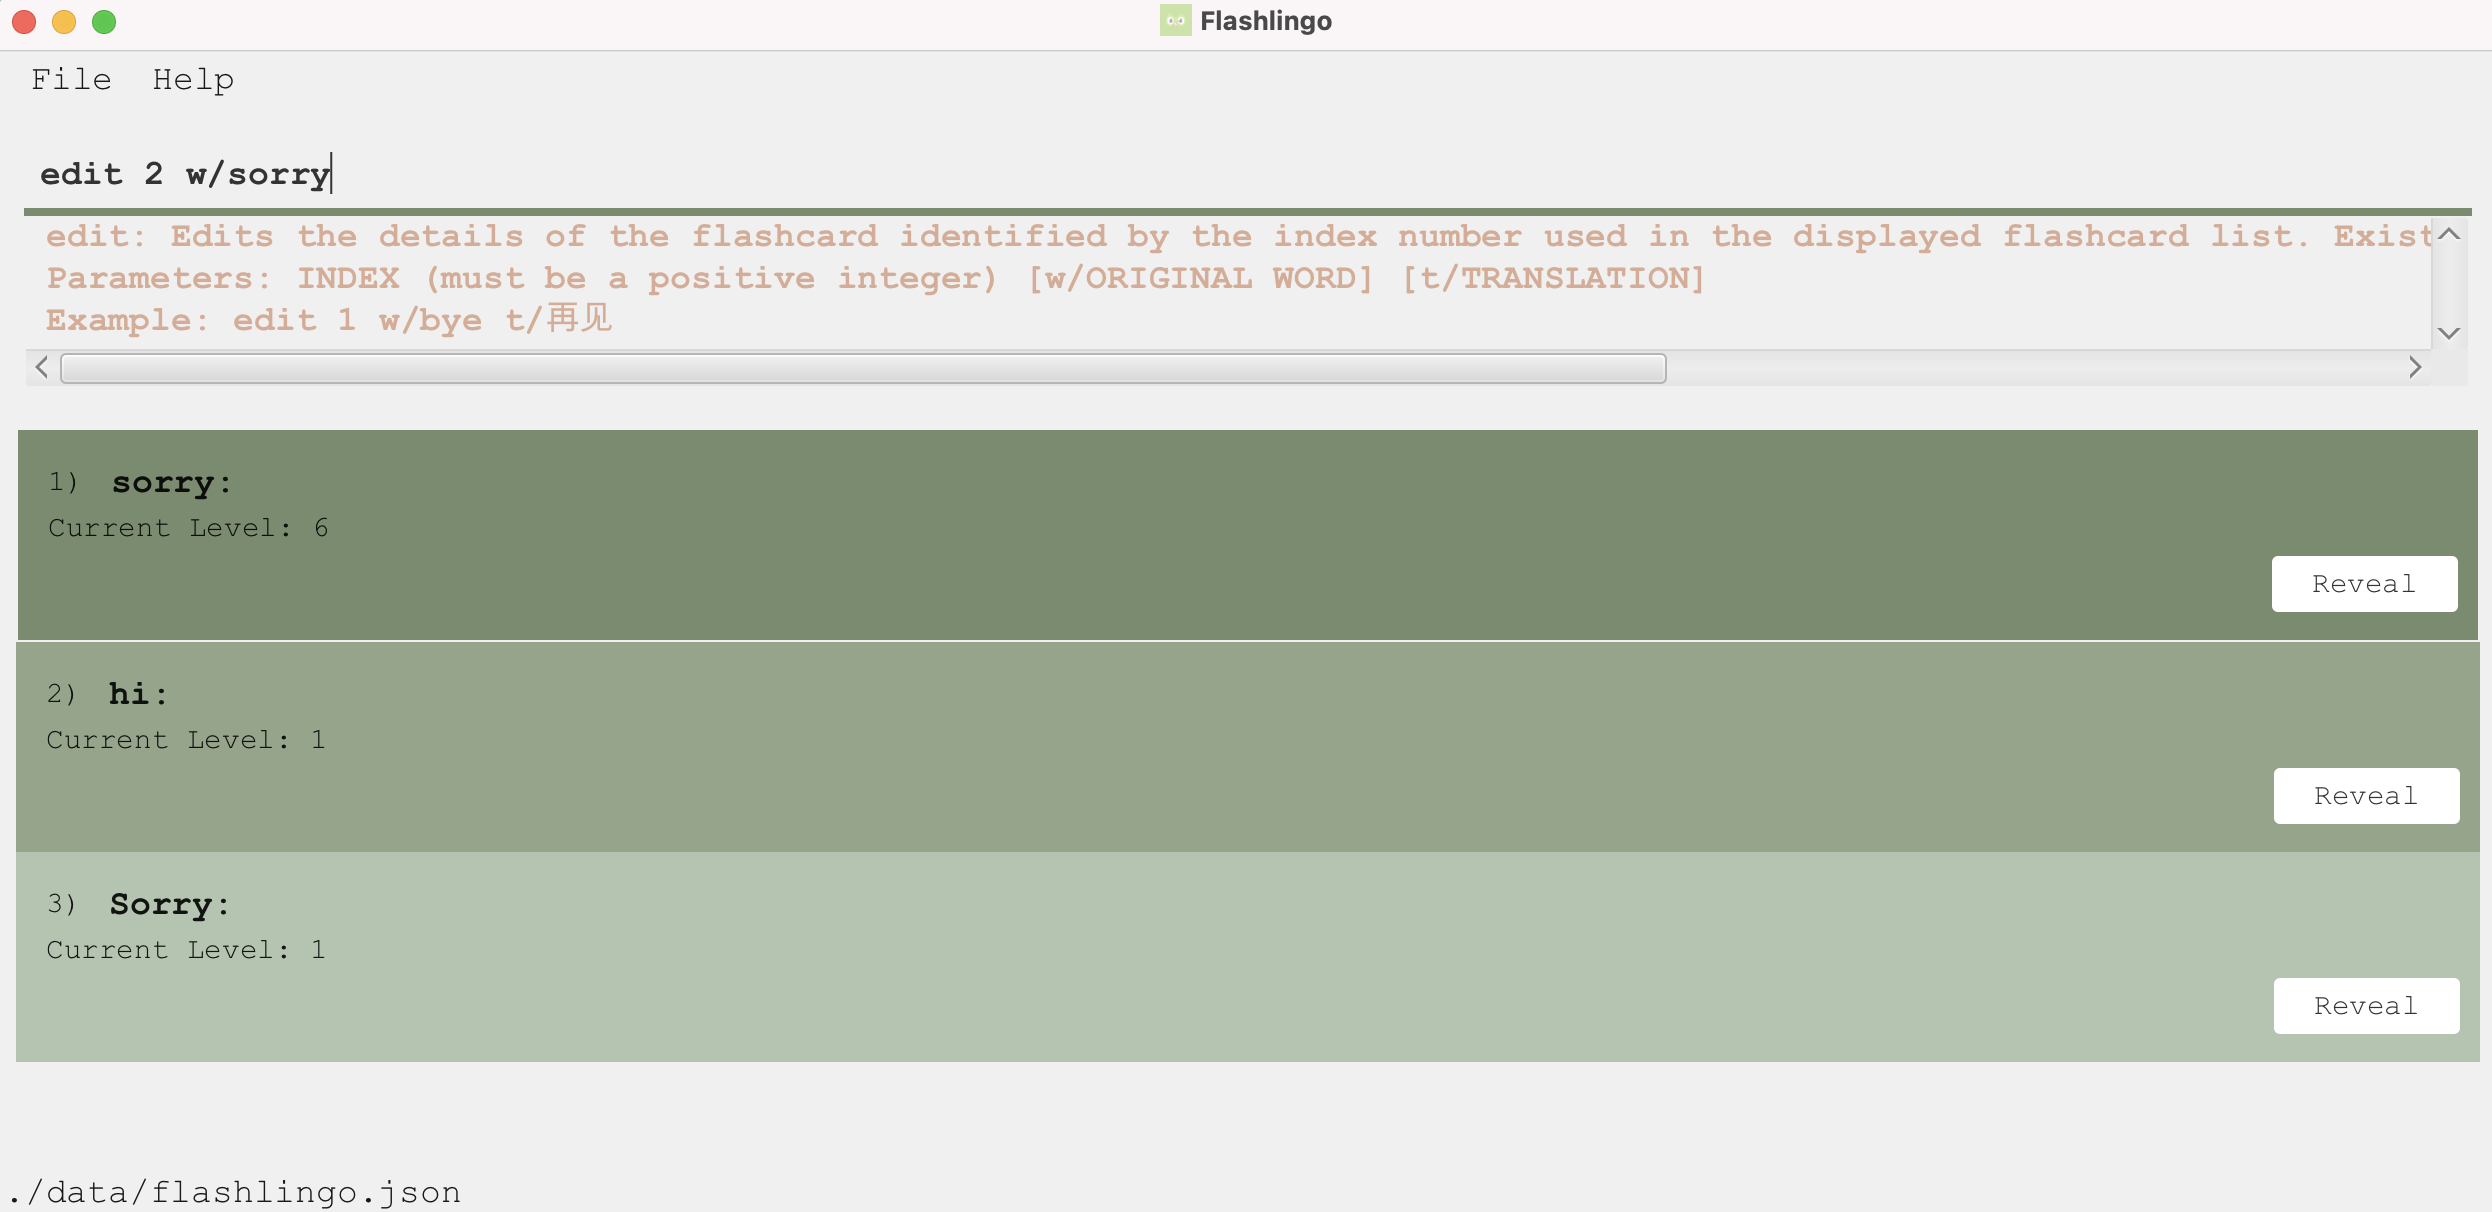 Flashlingo
File Help
edit 2 w/sorry
edit: Edits the details of the flashcard identified by the index number used in the displayed flashcard list. Exist
Parameters: INDEX (must be a positive integer) [w/ORIGINAL WORD] [t/TRANSLATION]
Example: edit 1 w/bye t/再见
1) sorry:
Current Level: 6
Reveal
2) hi:
Current Level: 1
Reveal
3) Sorry:
Current Level: 1
Reveal
./data/flashlingo.json